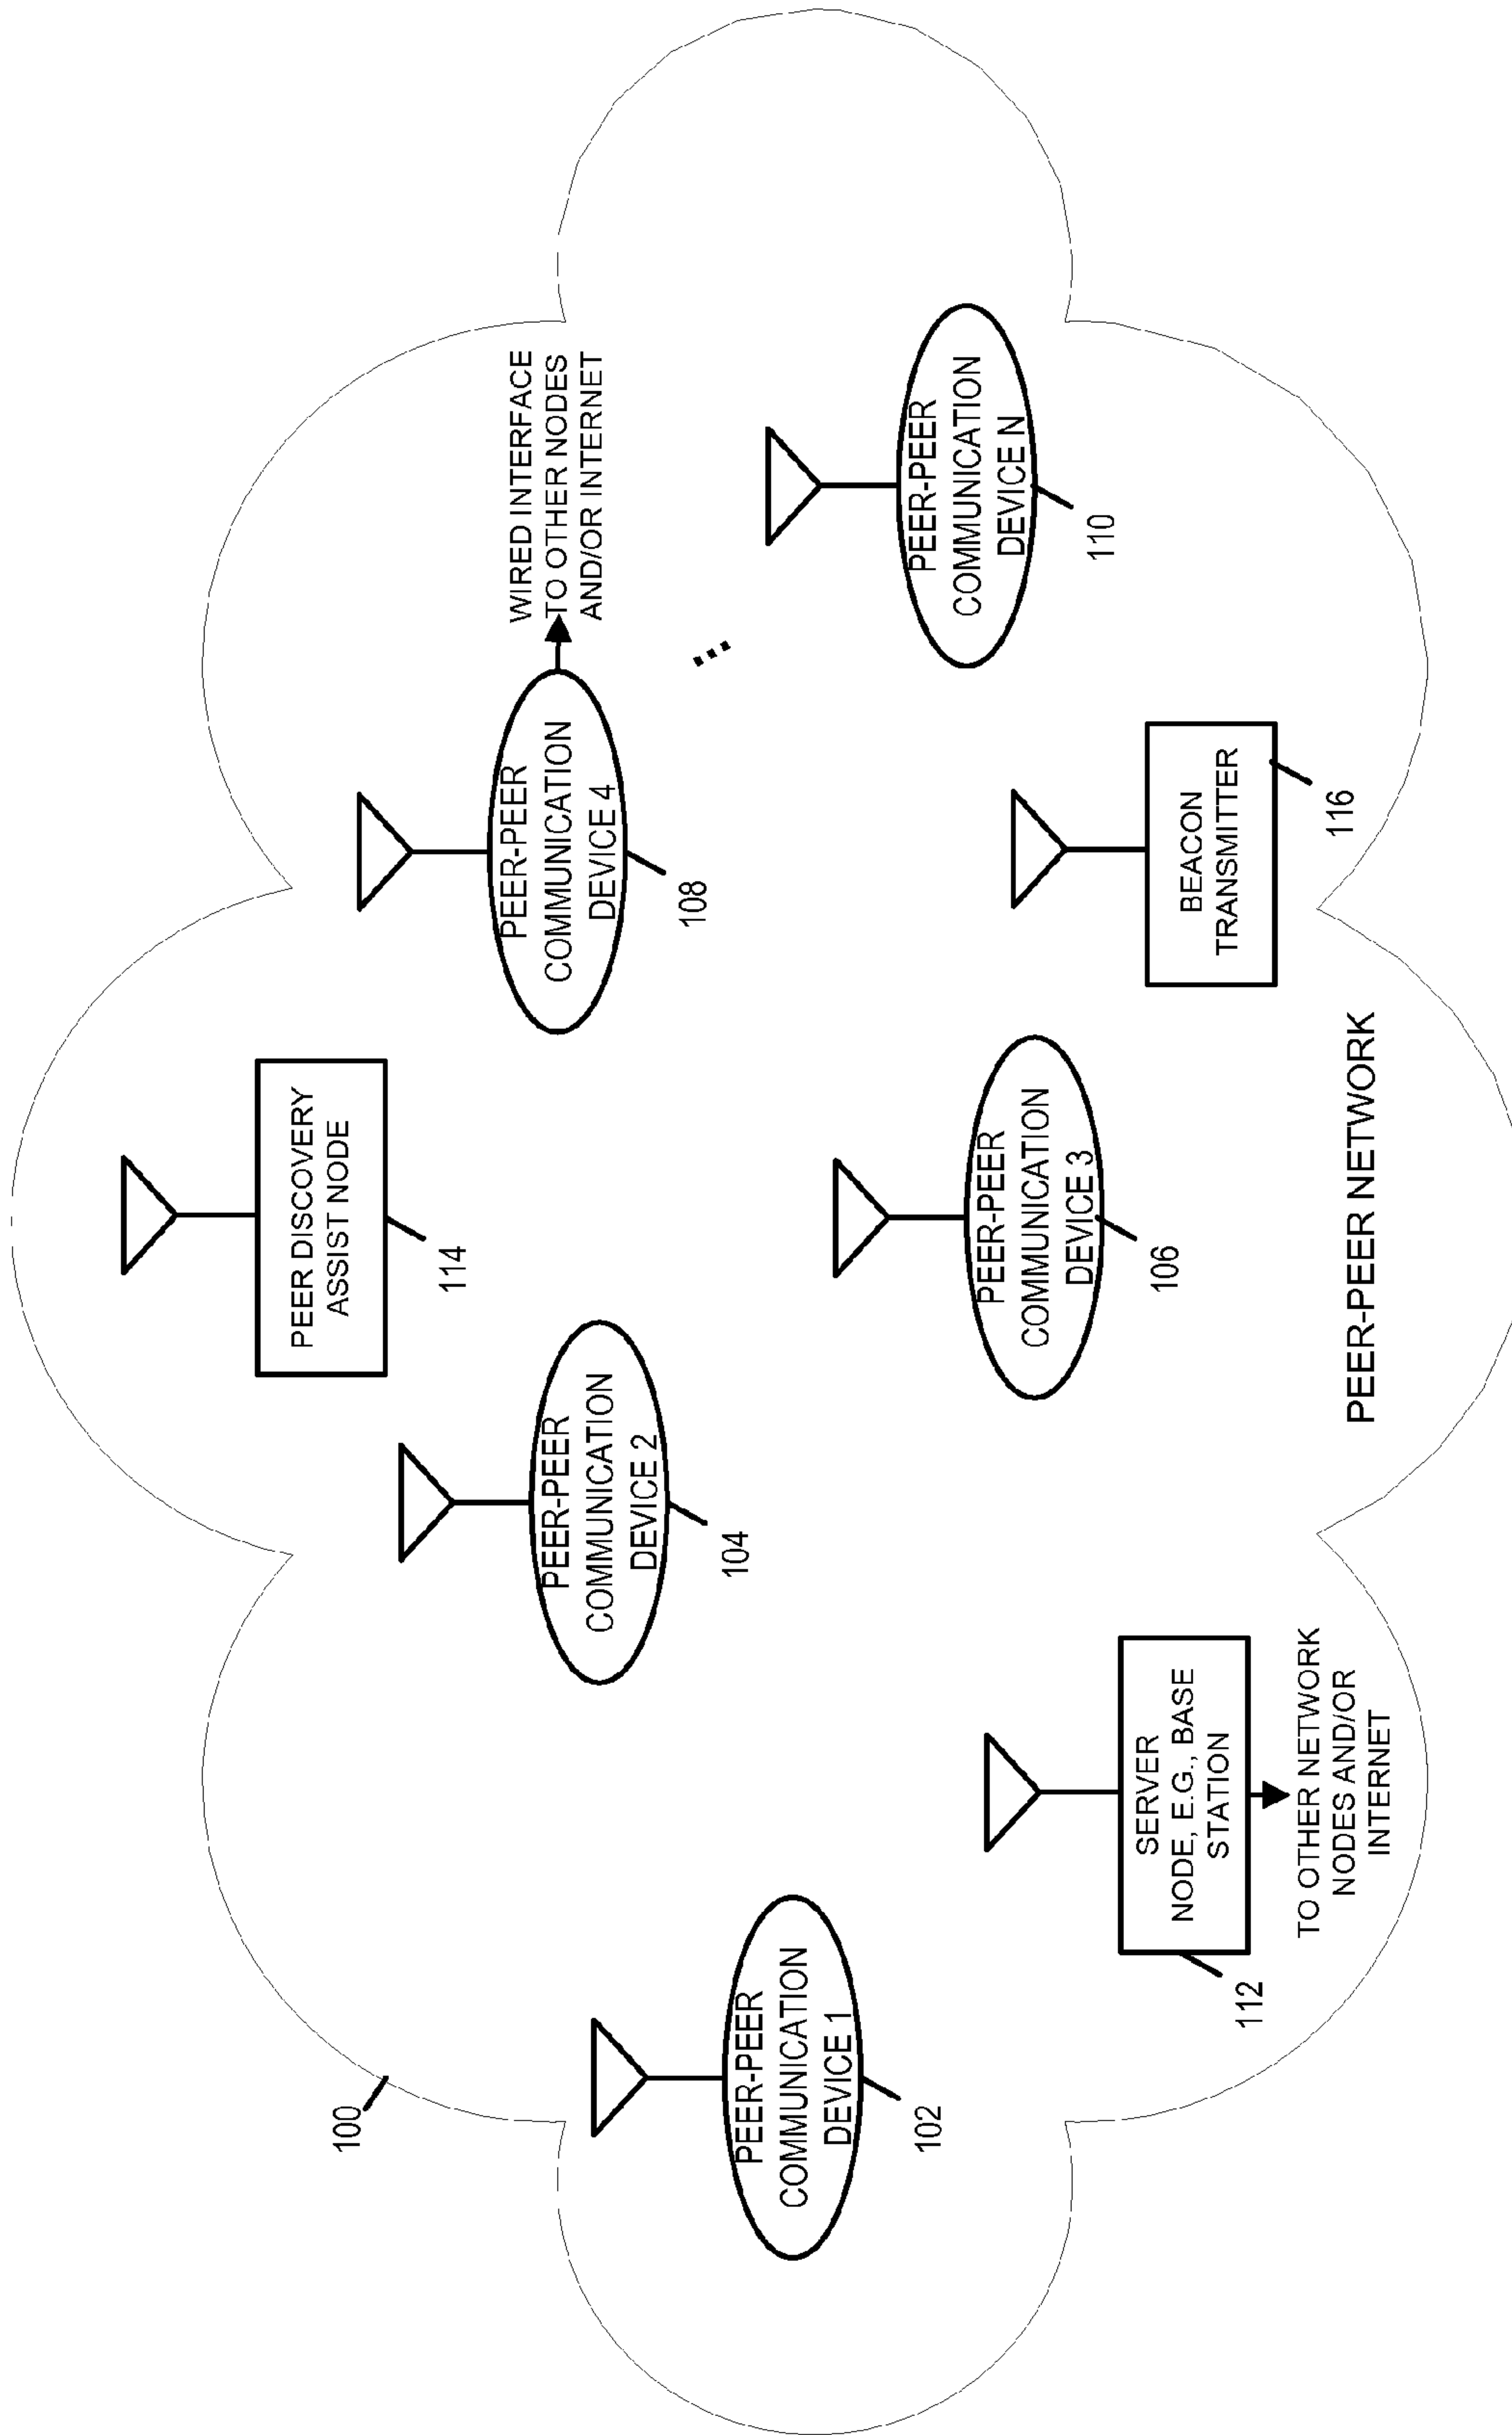 100
PEER DISCOVERY
ASSIST NODE
114
WIRED INTERFACE
TO OTHER NODES
AND/OR INTERNET
PEER-PEER
COMMUNICATION
DEVICE 4
108
PEER-PEER
COMMUNICATION
DEVICE 2
104
PEER-PEER
COMMUNICATION
DEVICE 1
102
PEER-PEER
COMMUNICATION
DEVICE N
110
PEER-PEER
COMMUNICATION
DEVICE 3
106
SERVER
NODE, E.G., BASE
STATION
112
TO OTHER NETWORK
NODES AND/OR
INTERNET
BEACON
TRANSMITTER
116
PEER-PEER NETWORK